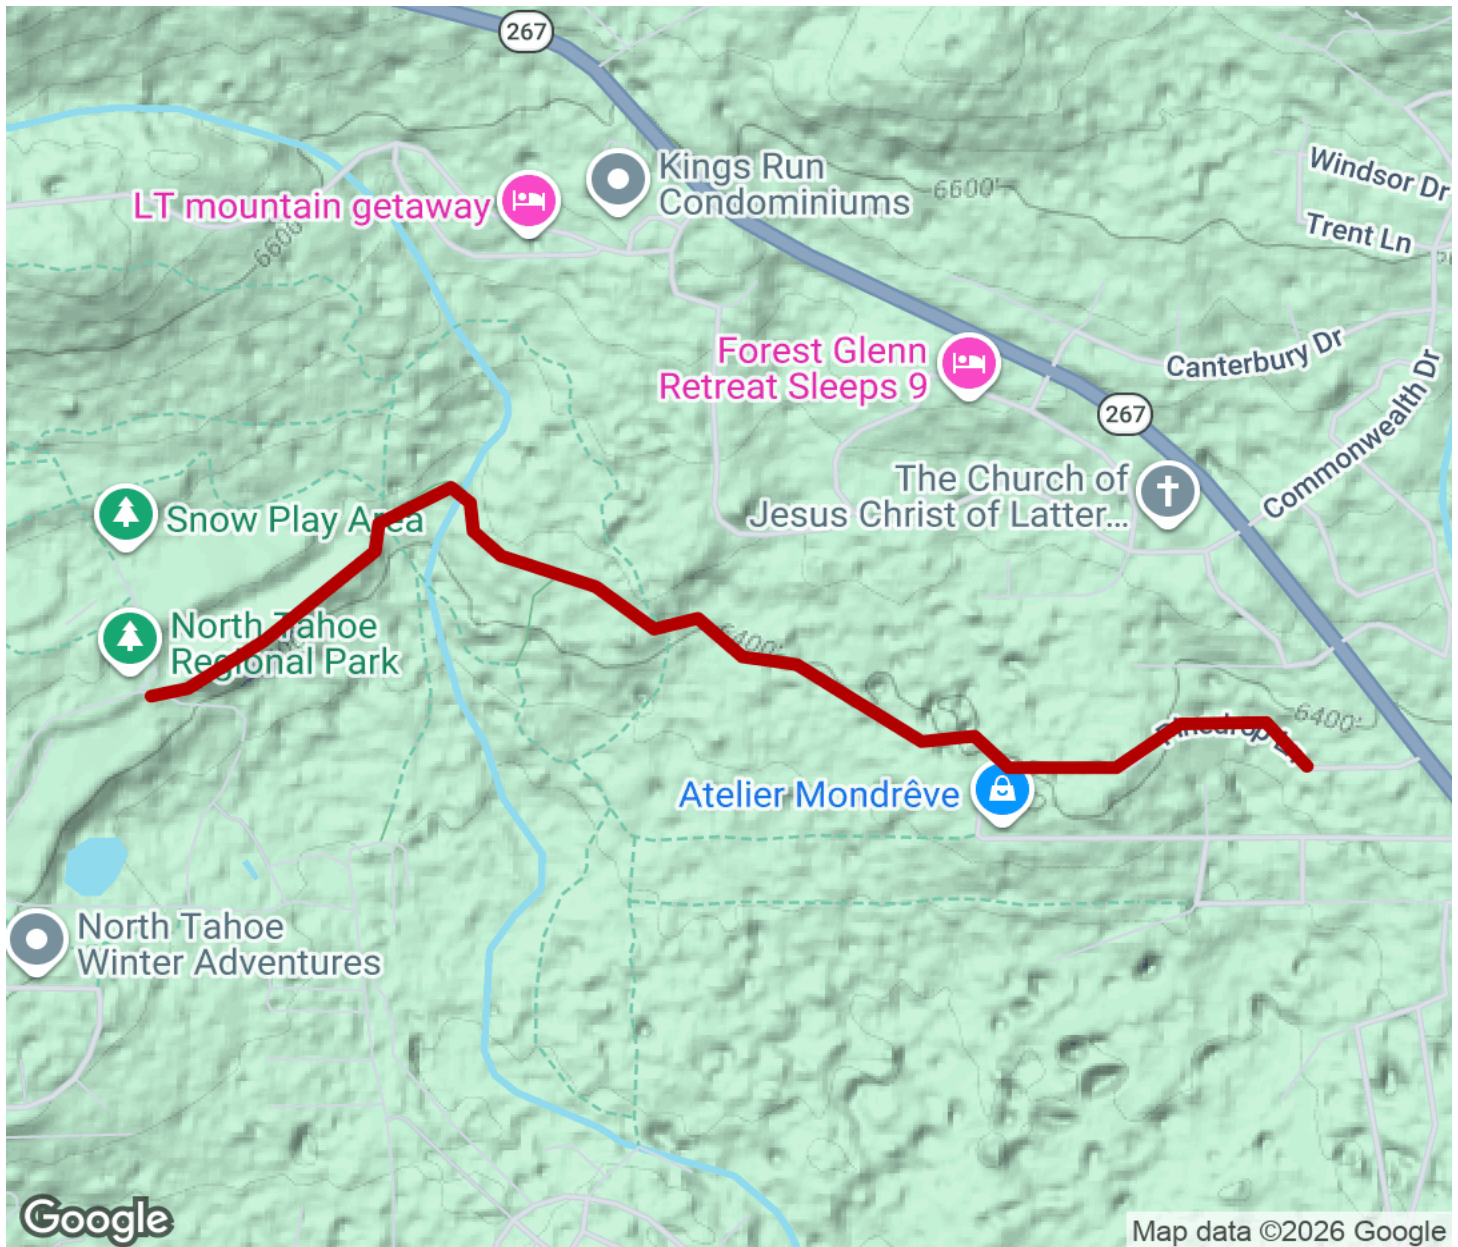 267
Kings Run
Condominiums
LT mountain getaway
6600'
6600'
Windsor Dr
Trent Ln
Forest Glenn
Retreat Sleeps 9
Canterbury Dr
Commonwealth Dr
267
The Church of
Jesus Christ of Latter...
Snow Play Area
North Tahoe
Regional Park
6400'
6400'
Atelier Mondrêve
North Tahoe
Winter Adventures
Google
Map data ©2026 Google